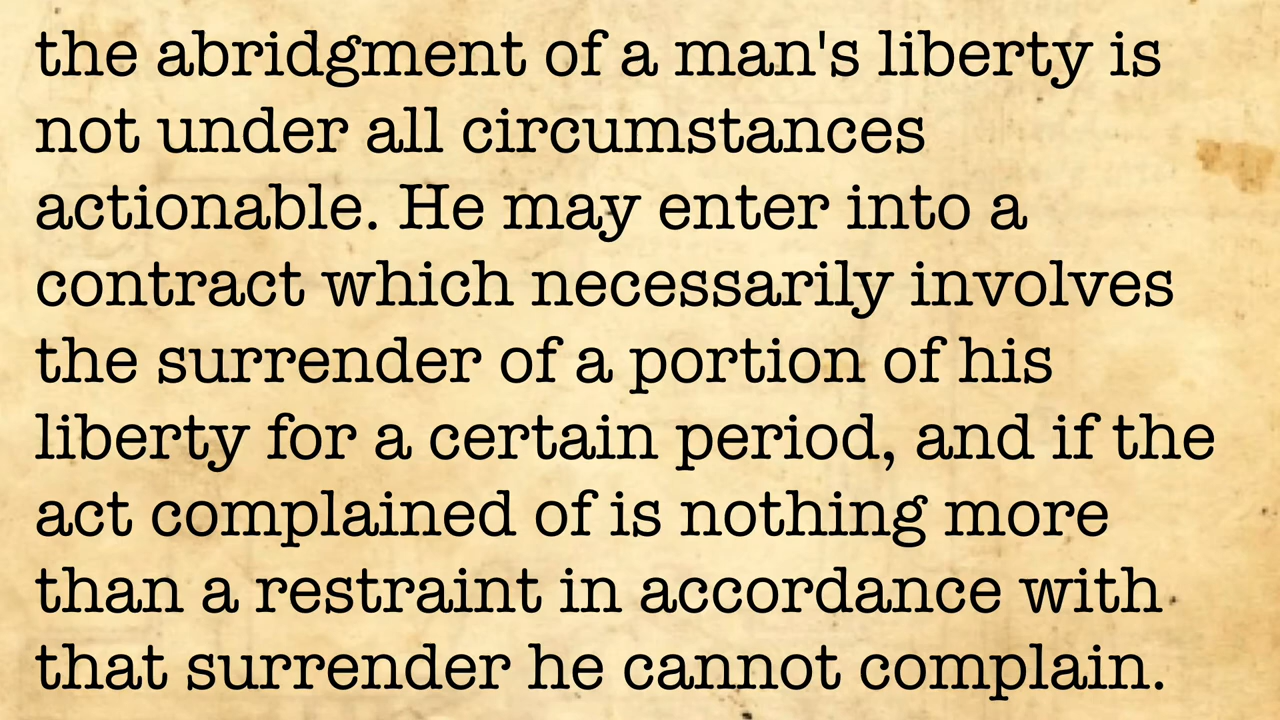 the abridgment of a man's liberty is
not under all circumstances
actionable. He may enter into a
contract which necessarily involves
the surrender of a portion of his
liberty for a certain period, and if the
act complained of is nothing more
than a restraint in accordance with
that surrender he cannot complain.